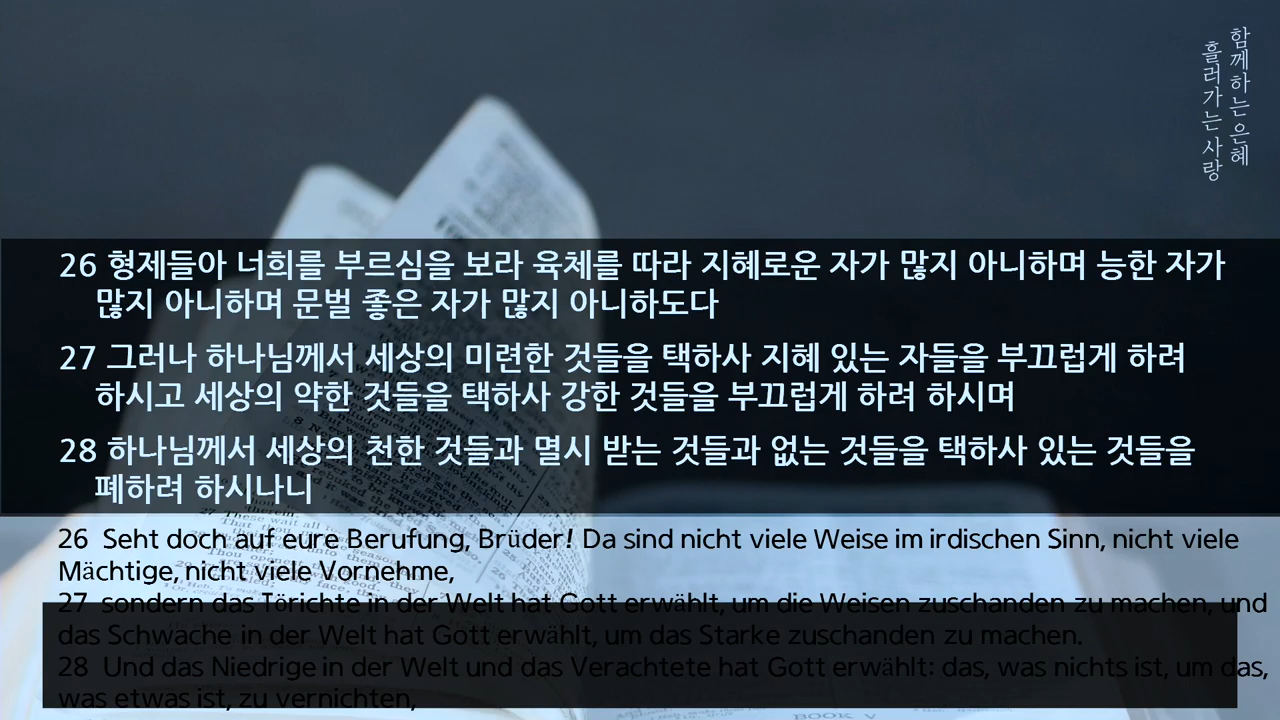 함께하는 은혜
흘러가는 사랑
26 형제들아 너희를 부르심을 보라 육체를 따라 지혜로운 자가 많지 아니하며 능한 자가
많지 아니하며 문벌 좋은 자가 많지 아니하도다
27 그러나 하나님께서 세상의 미련한 것들을 택하사 지혜 있는 자들을 부끄럽게 하려
하시고 세상의 약한 것들을 택하사 강한 것들을 부끄럽게 하려 하시며
28 하나님께서 세상의 천한 것들과 멸시 받는 것들과 없는 것들을 택하사 있는 것들을
폐하려 하시나니
26 Seht doch auf eure Berufung, Brüder! Da sind nicht viele Weise im irdischen Sinn, nicht viele
Mächtige, nicht viele Vornehme,
27 sondern das Törichte in der Welt hat Gott erwählt, um die Weisen zuschanden zu machen, und
das Schwache in der Welt hat Gott erwählt, um das Starke zuschanden zu machen.
28 Und das Niedrige in der Welt und das Verachtete hat Gott erwählt: das, was nichts ist, um das,
was etwas ist, zu vernichten,
BOOK V